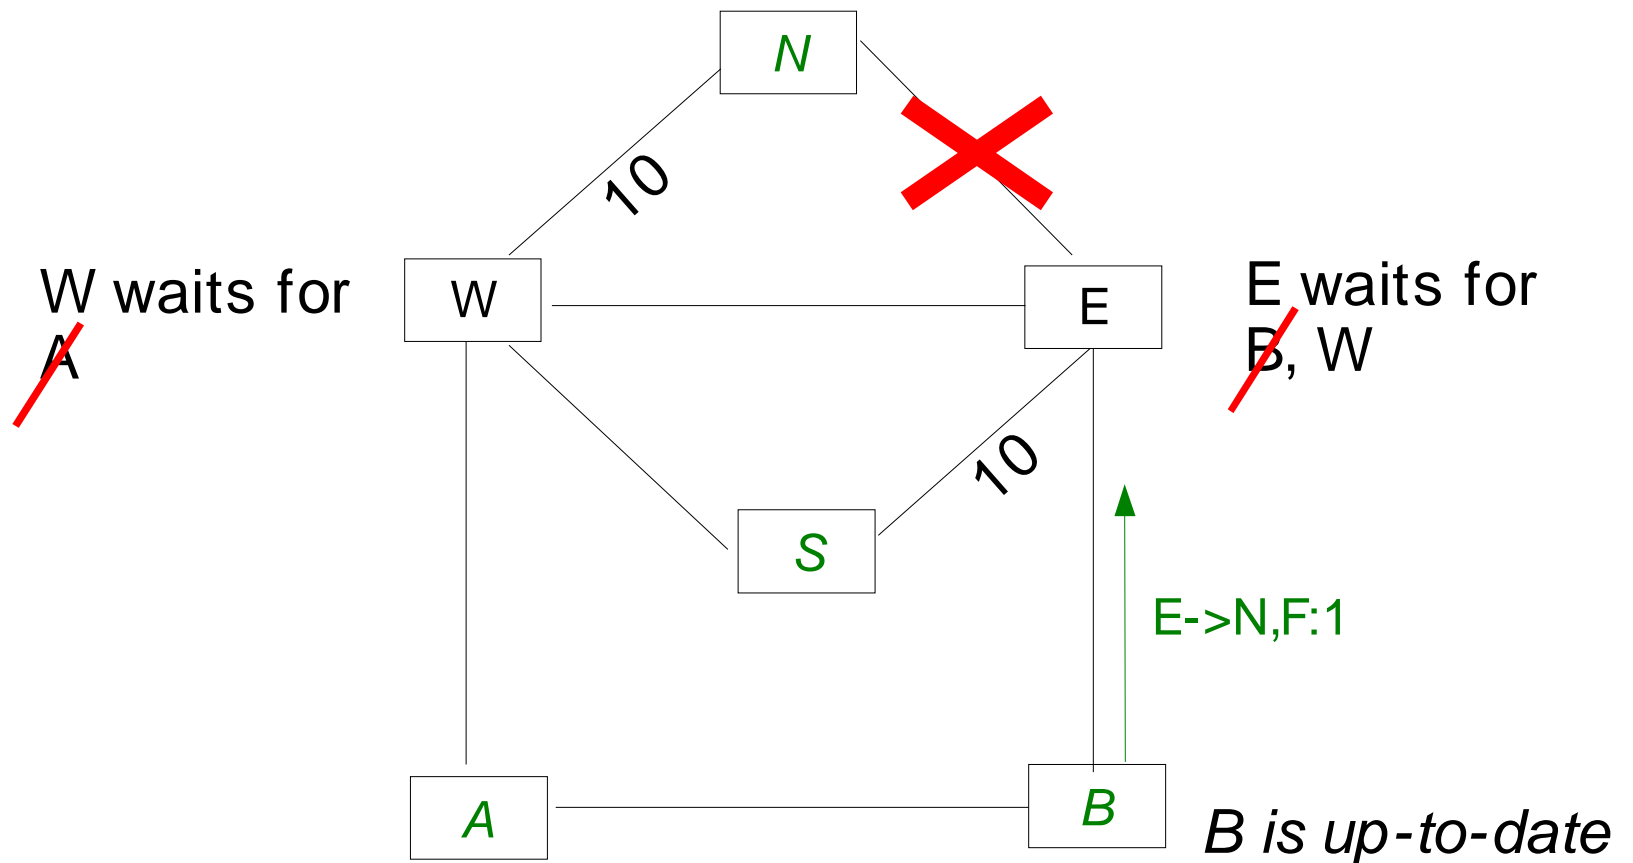 N
10
W waits for
A
W
E
E waits for
B, W
10
S
E->N,F:1
A
B
B is up-to-date